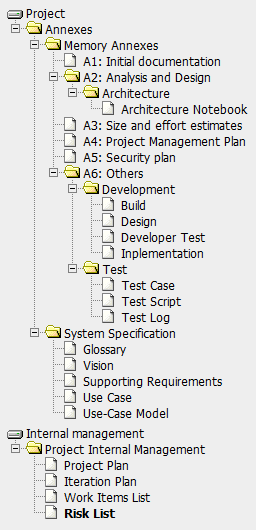 Project
Annexes
Memory Annexes
A1: Initial documentation
A2: Analysis and Design
Architecture
Architecture Notebook
A3: Size and effort estimates
A4: Project Management Plan
A5: Security plan
A6: Others
Development
Build
Design
Developer Test
Inplementation
Test
Test Case
Test Script
Test Log
System Specification
Glossary
Vision
Supporting Requirements
Use Case
Use-Case Model
Internal management
Project Internal Management
Project Plan
Iteration Plan
Work Items List
Risk List